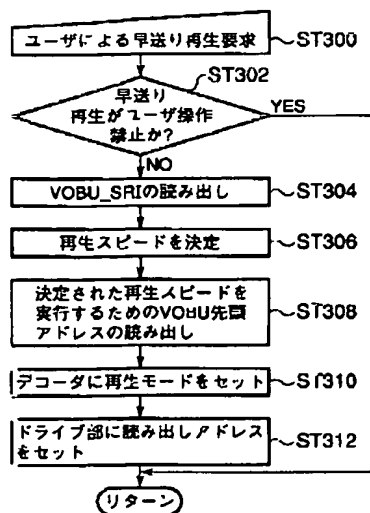 ユーザによる早送り再生要求
ST300
ST302
早送り
再生がユーザ操作
禁止か?
YES
NO
VOBU_SRIの読み出し
ST304
再生スピードを決定
ST306
決定された再生スピードを
実行するためのVOBU先頭
アドレスの読み出し
ST308
デコーダに再生モードをセット
ST310
ドライブ部に読み出しアドレス
をセット
ST312
リターン